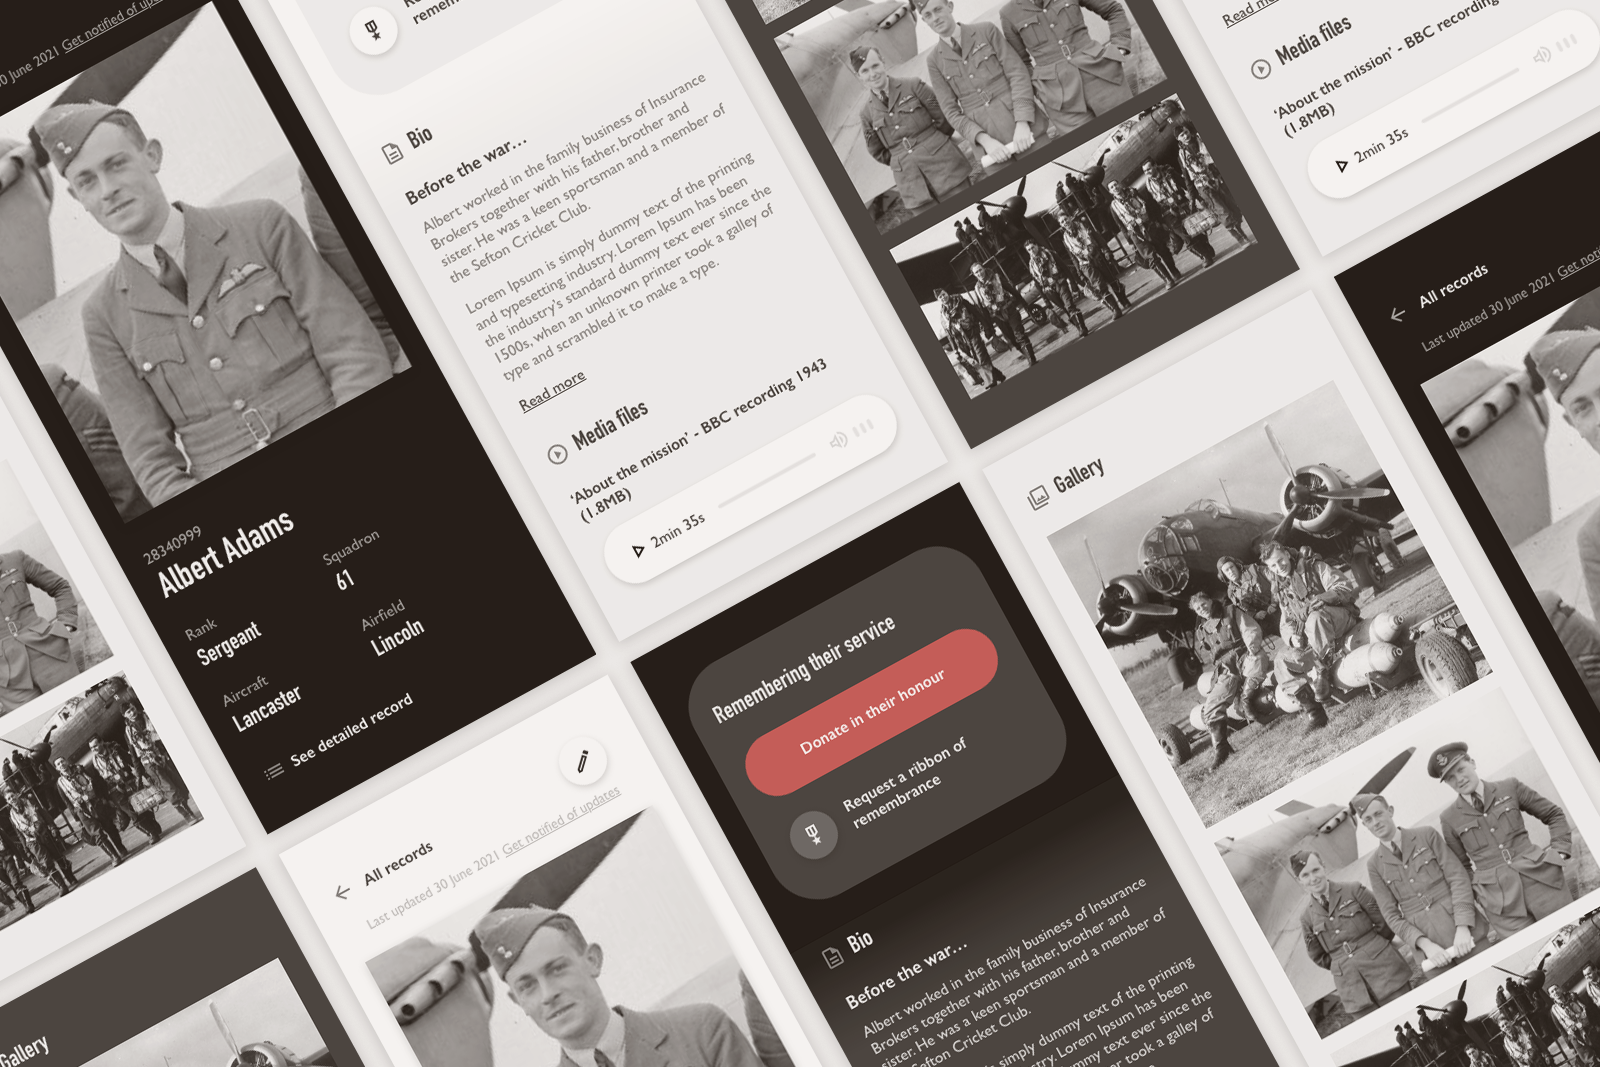 30 June 2021 Get notified of
28340999
Albert Adams
Rank
Sergeant
Squadron
61
Aircraft
Lancaster
Airfield
Lincoln
See detailed record
Gallery
Bio
Before the war...
Albert worked in the family business of Insurance
Brokers together with his father, brother and
sister. He was a keen sportsman and a member of
the Sefton Cricket Club.
Lorem Ipsum is simply dummy text of the printing
and typesetting industry. Lorem Ipsum has been
the industry's standard dummy text ever since the
1500s, when an unknown printer took a galley of
type and scrambled it to make a type.
Read more
Media files
‘About the mission’ - BBC recording 1943
(1.8MB)
2min 35s
All records
Last updated 30 June 2021 Get notified of updates
Remembering their service
Donate in their honour
Request a ribbon of
remembrance
Bio
Before the war...
Albert worked in the family business of Insurance
Brokers together with his father, brother and
sister. He was a keen sportsman and a member of
Sefton Cricket Club.
simply dummy text of the printing
Lorem Ipsum has been
text ever since the
took a galley of
Read more
Media files
‘About the mission’ - BBC recording
(1.8MB)
2min 35s
Gallery
All records
Last updated 30 June 2021 Get